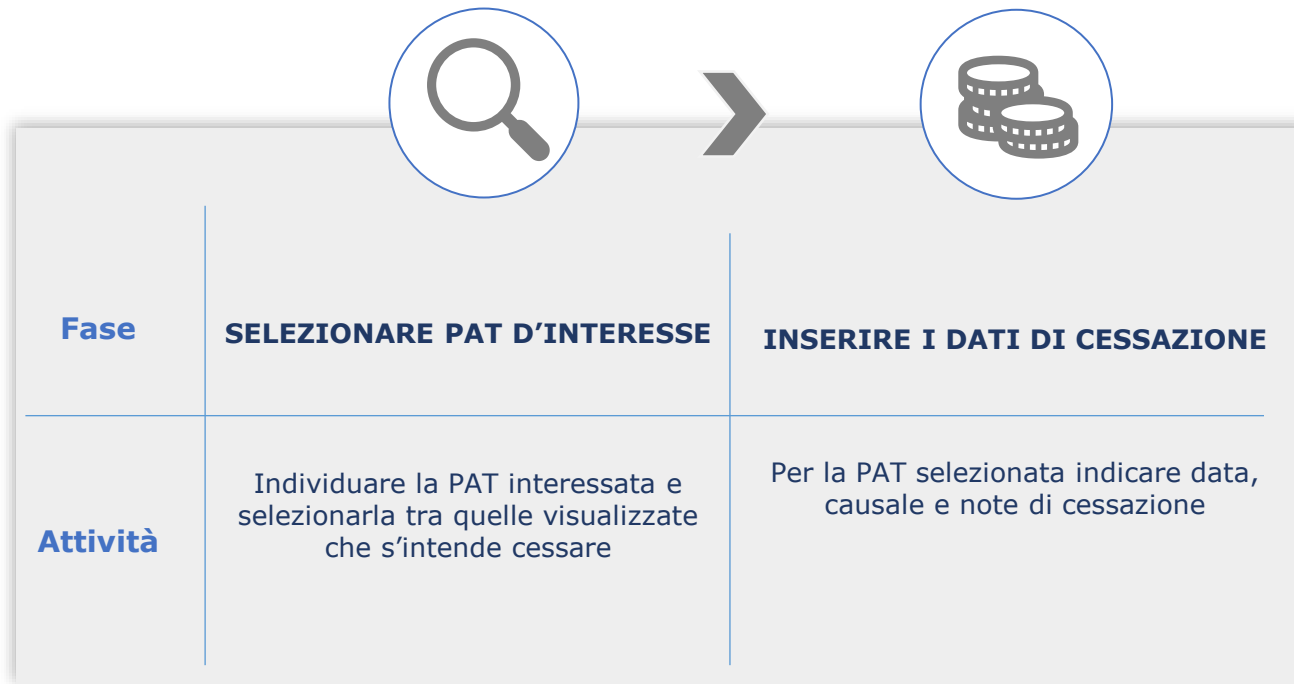 Fase
SELEZIONARE PAT D’INTERESSE
INSERIRE I DATI DI CESSAZIONE
Attività
Individuare la PAT interessata e
selezionarla tra quelle visualizzate
che s’intende cessare
Per la PAT selezionata indicare data,
causale e note di cessazione